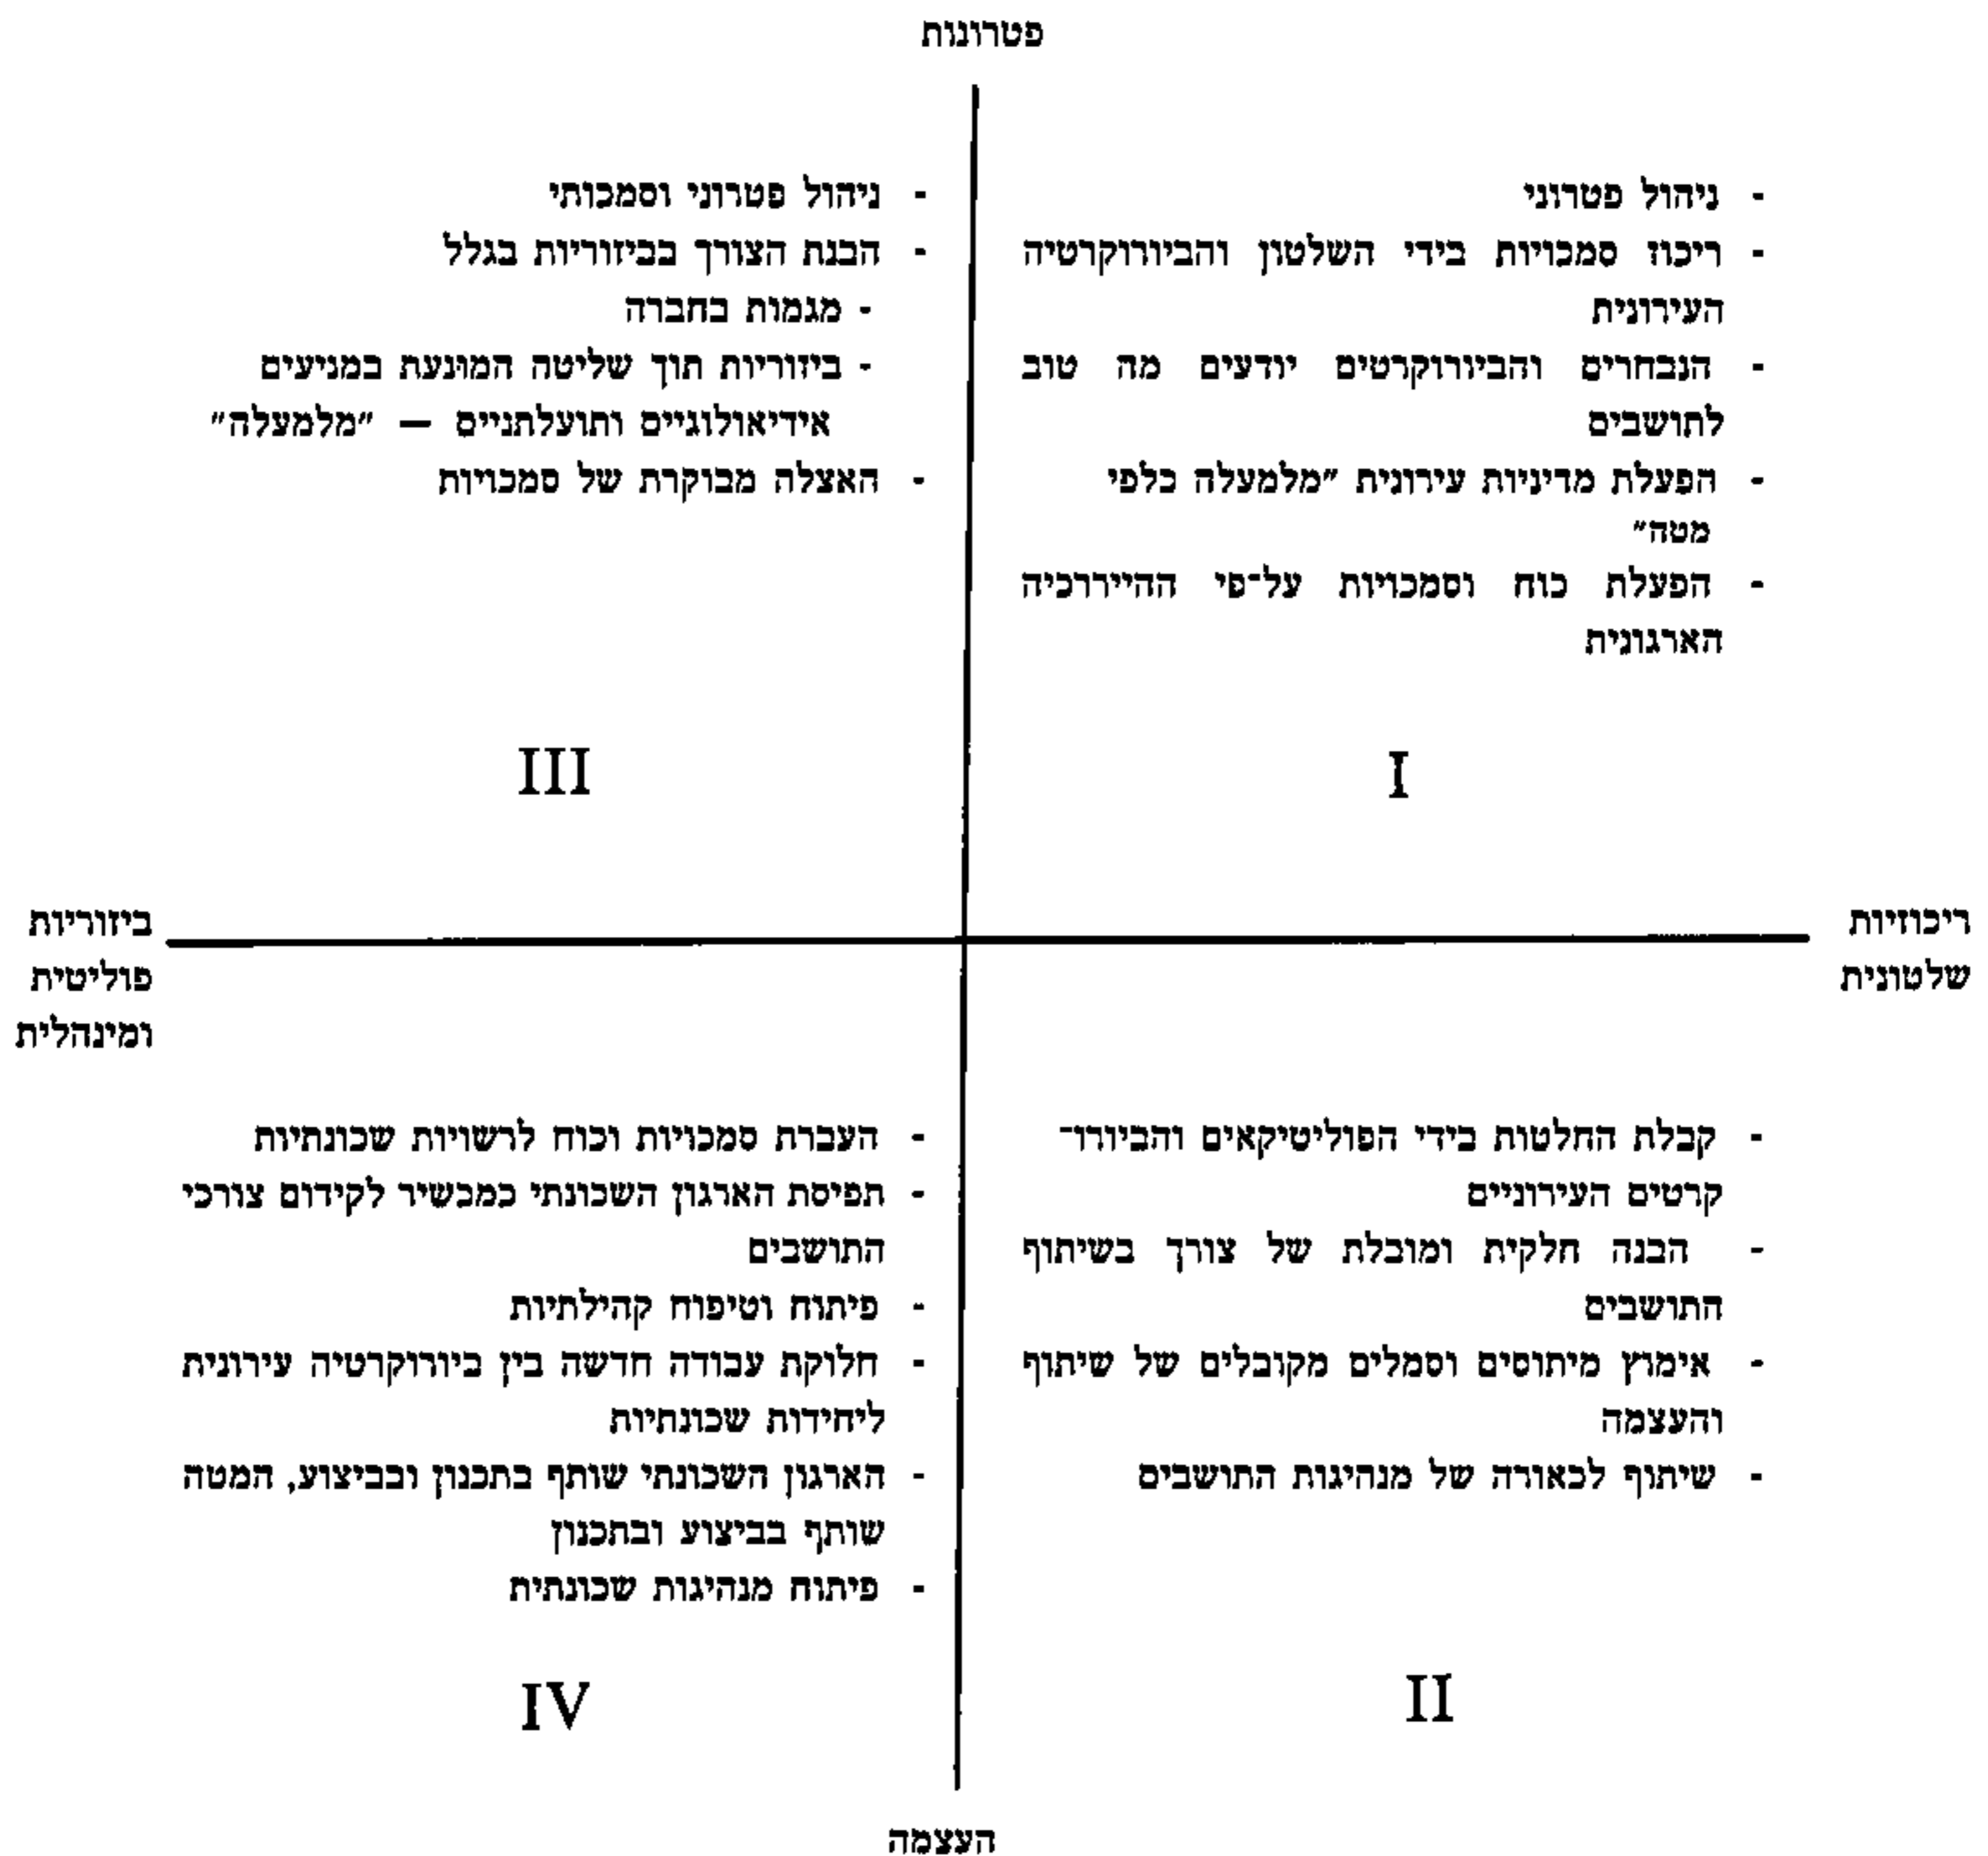 פטרונות
- ניהול פטרוני
- ריכוז סמכויות בידי השלטון והביורוקרטיה
העירונית
- הנבחרים והביורוקרטים יודעים מה טוב
לתושבים
- הפעלת מדיניות עירונית "מלמעלה כלפי
מטה"
- הפעלת כוח וסמכויות על-פי ההייררכיה
הארגונית
I
- ניהול פטרוני וסמכותי
- הבנת הצורך בביזוריות בגלל
- מגמות בחברה
- ביזוריות תוך שליטה המונעת במניעים
אידיאולוגיים ותועלתניים — "מלמעלה"
- האצלה מבוקרת של סמכויות
III
ריכוזיות
שלטונית
ביזוריות
פוליטית
ומינהלית
- קבלת החלטות בידי הפוליטיקאים והביורו-
קרטים העירוניים
- הבנה חלקית ומובלת של צורך בשיתוף
התושבים
- אימוץ מיתוסים וסמלים מקובלים של שיתוף
והעצמה
- שיתוף לכאורה של מנהיגות התושבים
II
- העברת סמכויות וכוח לרשויות שכונתיות
- תפיסת הארגון השכונתי כמכשיר לקידום צורכי
התושבים
- פיתוח וטיפוח קהילתיות
- חלוקת עבודה חדשה בין ביורוקרטיה עירונית
ליחידות שכונתיות
- הארגון השכונתי שותף בתכנון ובביצוע, המטה
שותף בביצוע ובתכנון
- פיתוח מנהיגות שכונתית
IV
העצמה